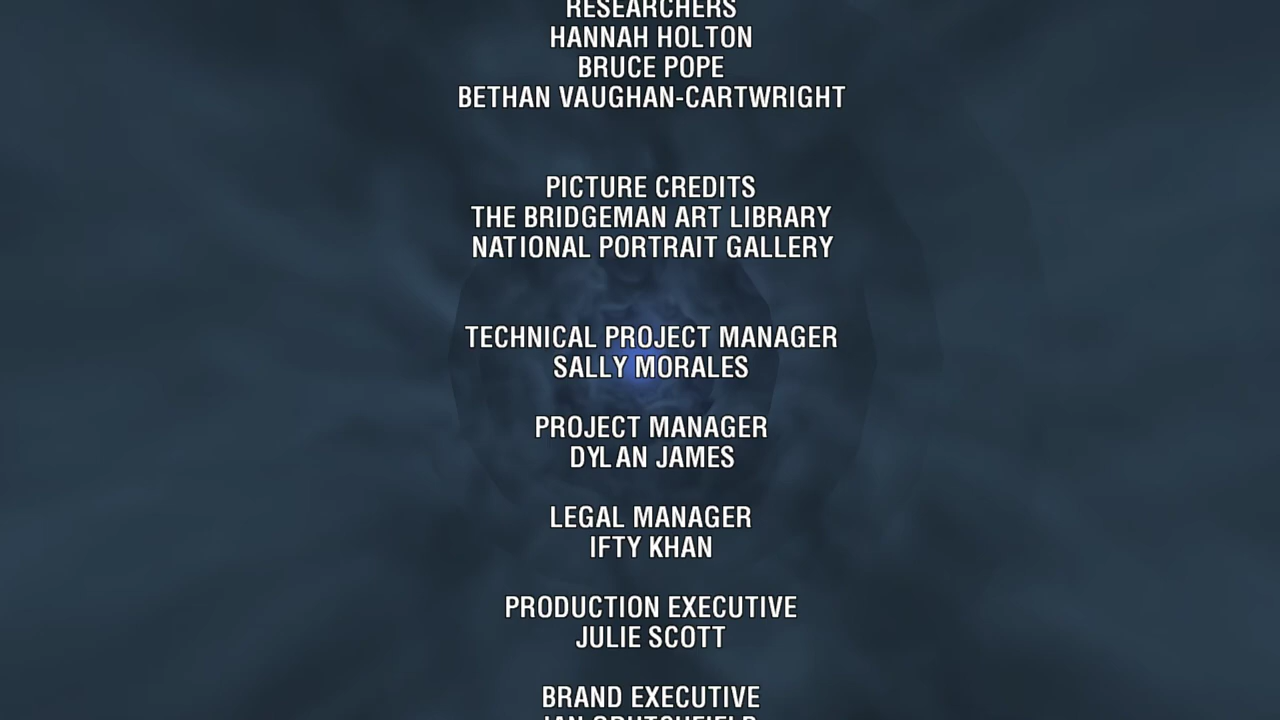 RESEARCHERS
HANNAH HOLTON
BRUCE POPE
BETHAN VAUGHAN-CARTWRIGHT
PICTURE CREDITS
THE BRIDGEMAN ART LIBRARY
NATIONAL PORTRAIT GALLERY
TECHNICAL PROJECT MANAGER
SALLY MORALES
PROJECT MANAGER
DYLAN JAMES
LEGAL MANAGER
IFTY KHAN
PRODUCTION EXECUTIVE
JULIE SCOTT
BRAND EXECUTIVE